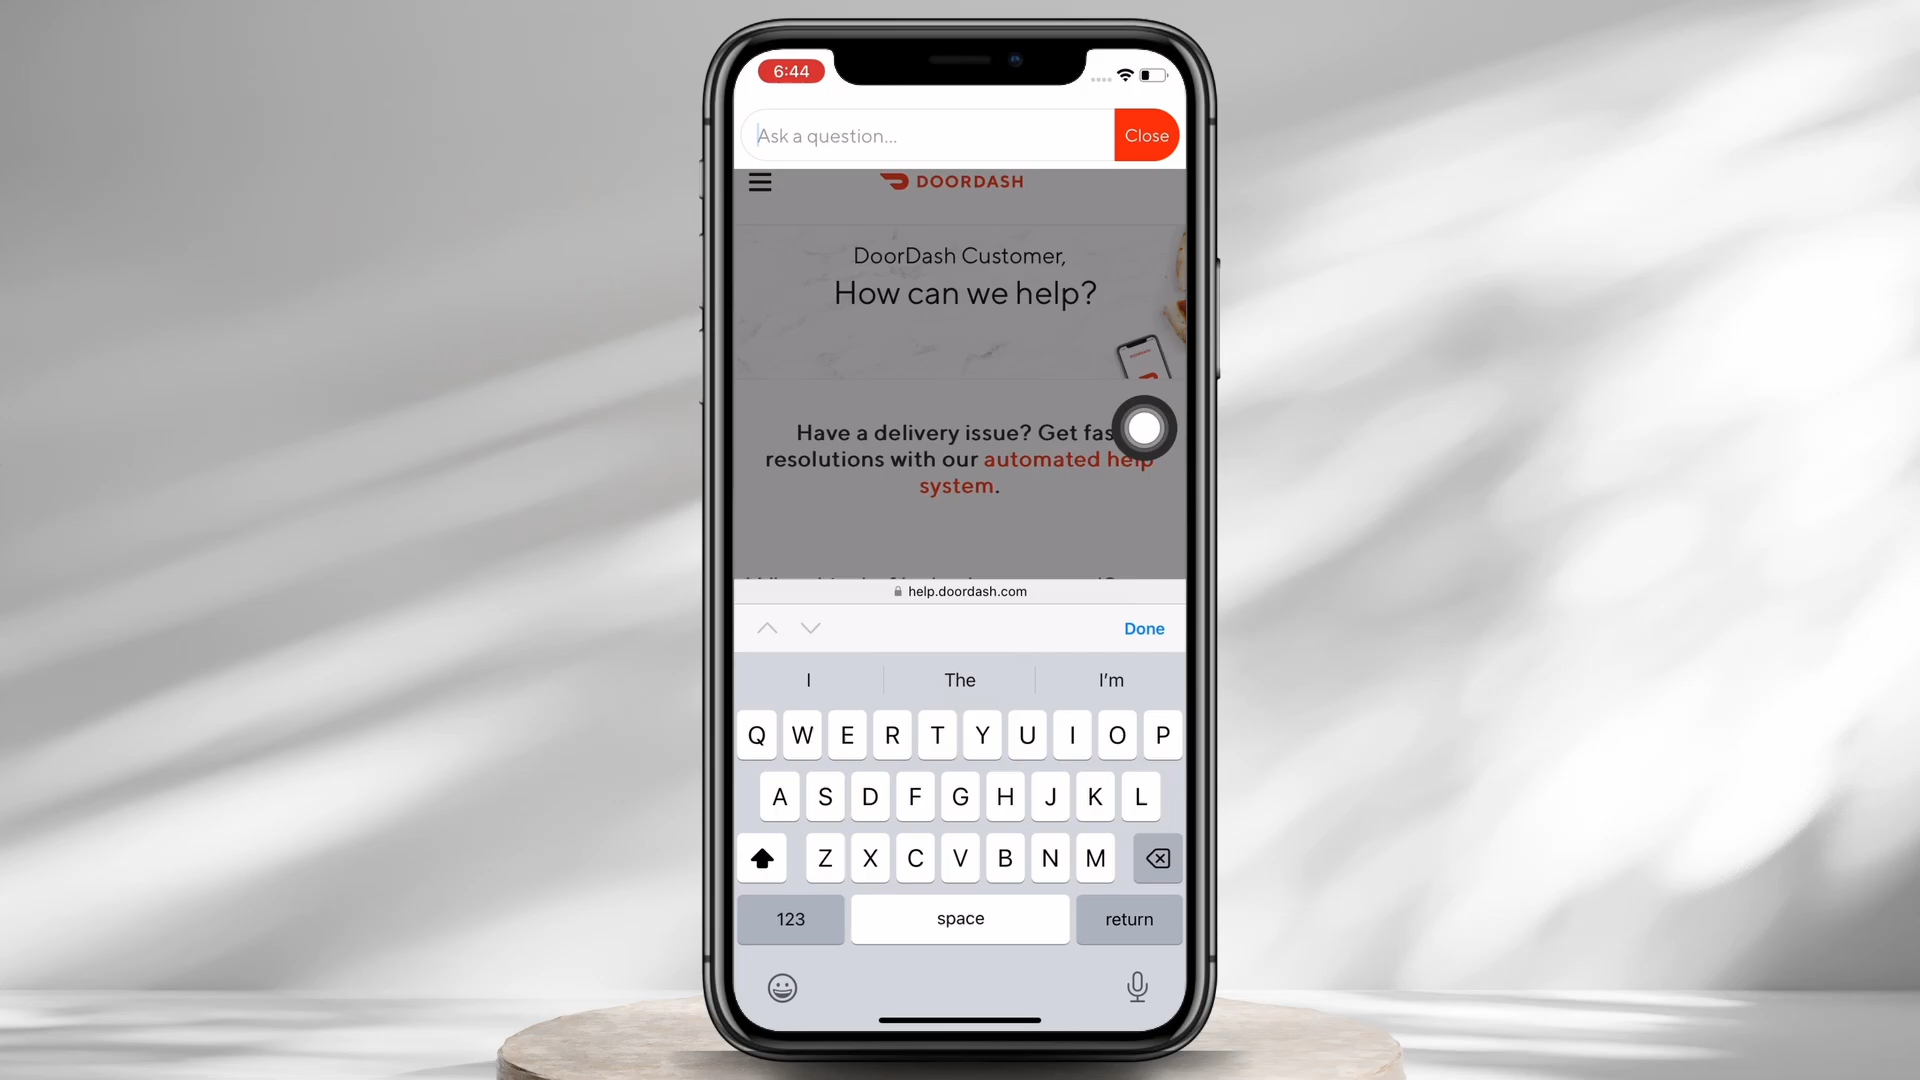 6:44
Ask a question...
Close
DOORDASH
DoorDash Customer,
How can we help?
Have a delivery issue? Get fas
resolutions with our automated help
system.
help.doordash.com
Done
I The I'm
Q W E R T Y U I O P
A S D F G H J K L
Z X C V B N M
123 space return